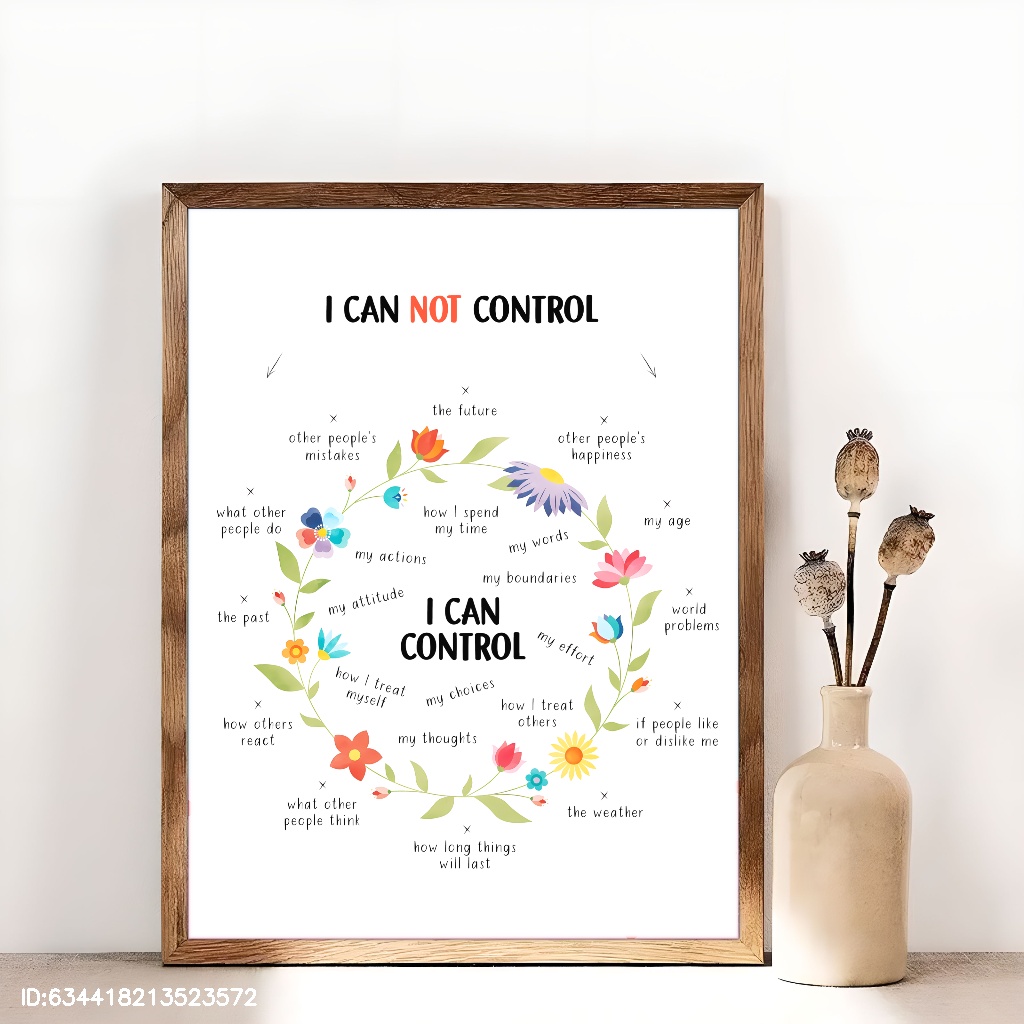 I CAN NOT CONTROL
the future
other people's
mistakes
other people's
happiness
what other
people do
how I spend
my time
my age
my words
my actions
my boundaries
my attitude
the past
world
problems
I CAN
CONTROL
my effort
how I treat
myself
my choices
how others
react
how I treat
others
if people like
or dislike me
my thoughts
what other
people think
the weather
how long things
will last
ID:634418213523572